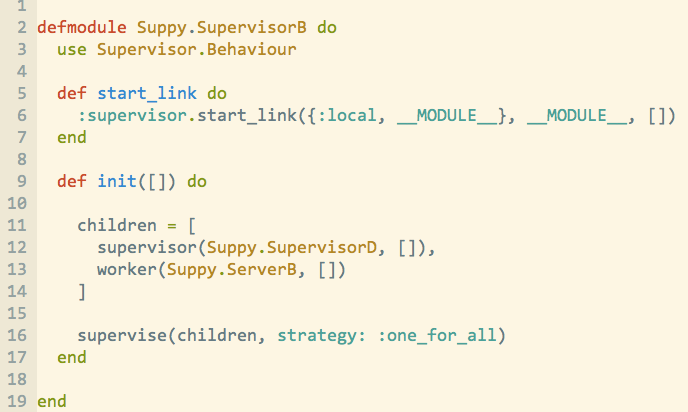 1
2 defmodule Suppy.SupervisorB do
3   use Supervisor.Behaviour
4
5   def start_link do
6     :supervisor.start_link({:local, __MODULE__}, __MODULE__, [])
7   end
8
9   def init([]) do
10
11     children = [
12       supervisor(Suppy.SupervisorD, []),
13       worker(Suppy.ServerB, [])
14     ]
15
16     supervise(children, strategy: :one_for_all)
17   end
18
19 end